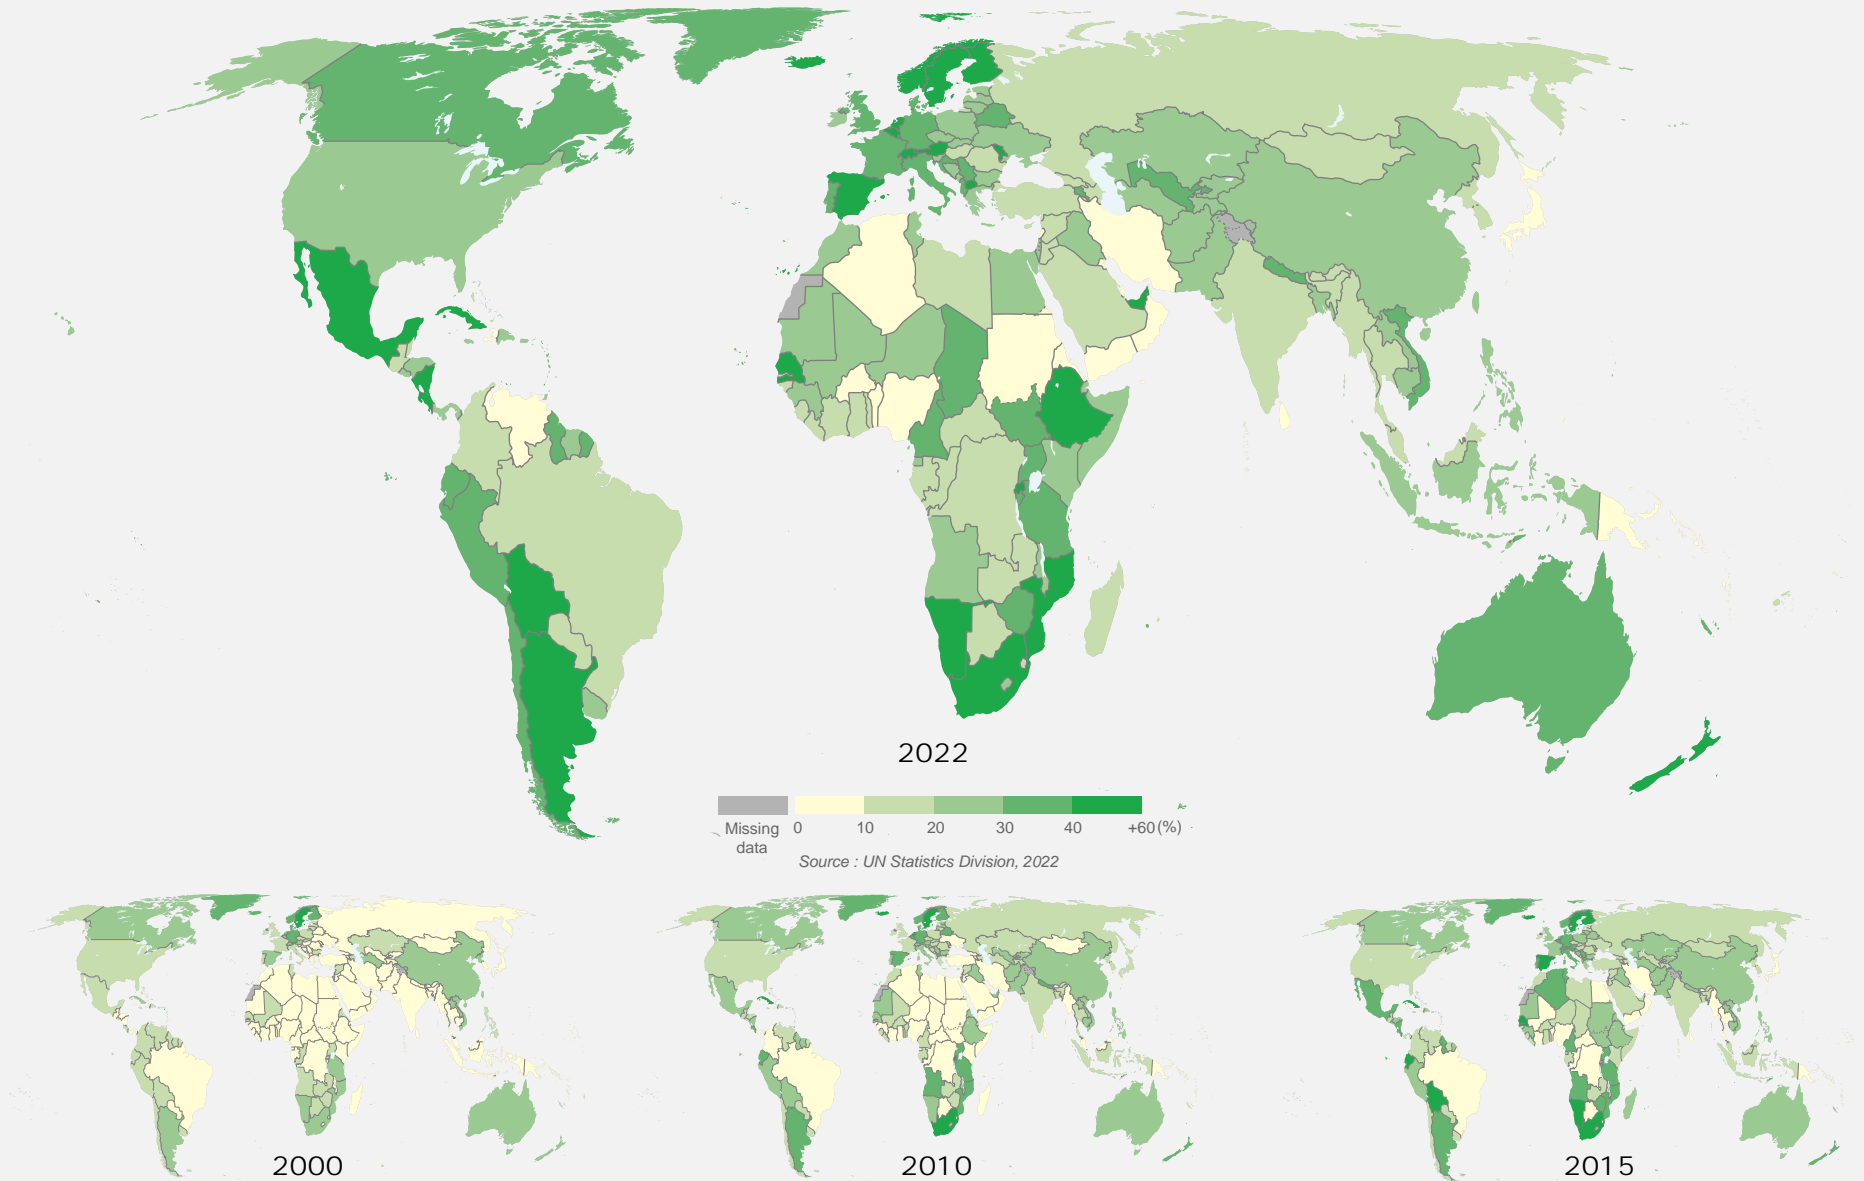 2022
0 10 20 30 40 +60 (%)
Missing
data
Source : UN Statistics Division, 2022
2000 2010 2015